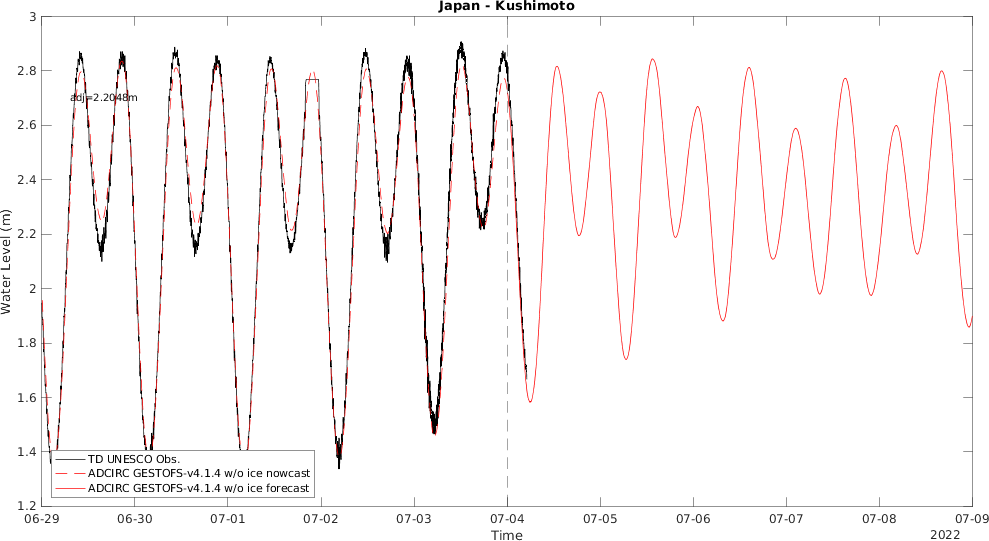 Japan - Kushimoto
3
2.8
adj=2.2048m
2.6
2.4
2.2
2
1.8
1.6
1.4
1.2
Water Level (m)
TD UNESCO Obs.
ADCIRC GESTOFS-v4.1.4 w/o ice nowcast
ADCIRC GESTOFS-v4.1.4 w/o ice forecast
06-29 06-30 07-01 07-02 07-03 07-04 07-05 07-06 07-07 07-08 07-09
Time
2022